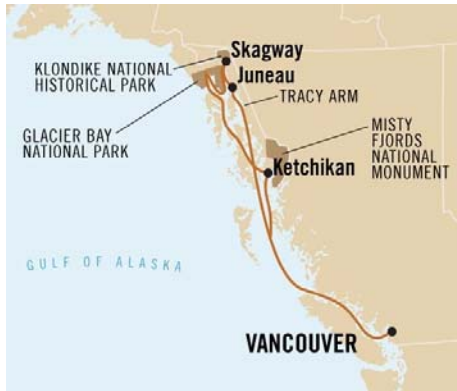 Skagway
KLONDIKE NATIONAL
HISTORICAL PARK
Juneau
TRACY ARM
GLACIER BAY
NATIONAL PARK
MISTY
FJORDS
NATIONAL
MONUMENT
Ketchikan
GULF OF ALASKA
VANCOUVER